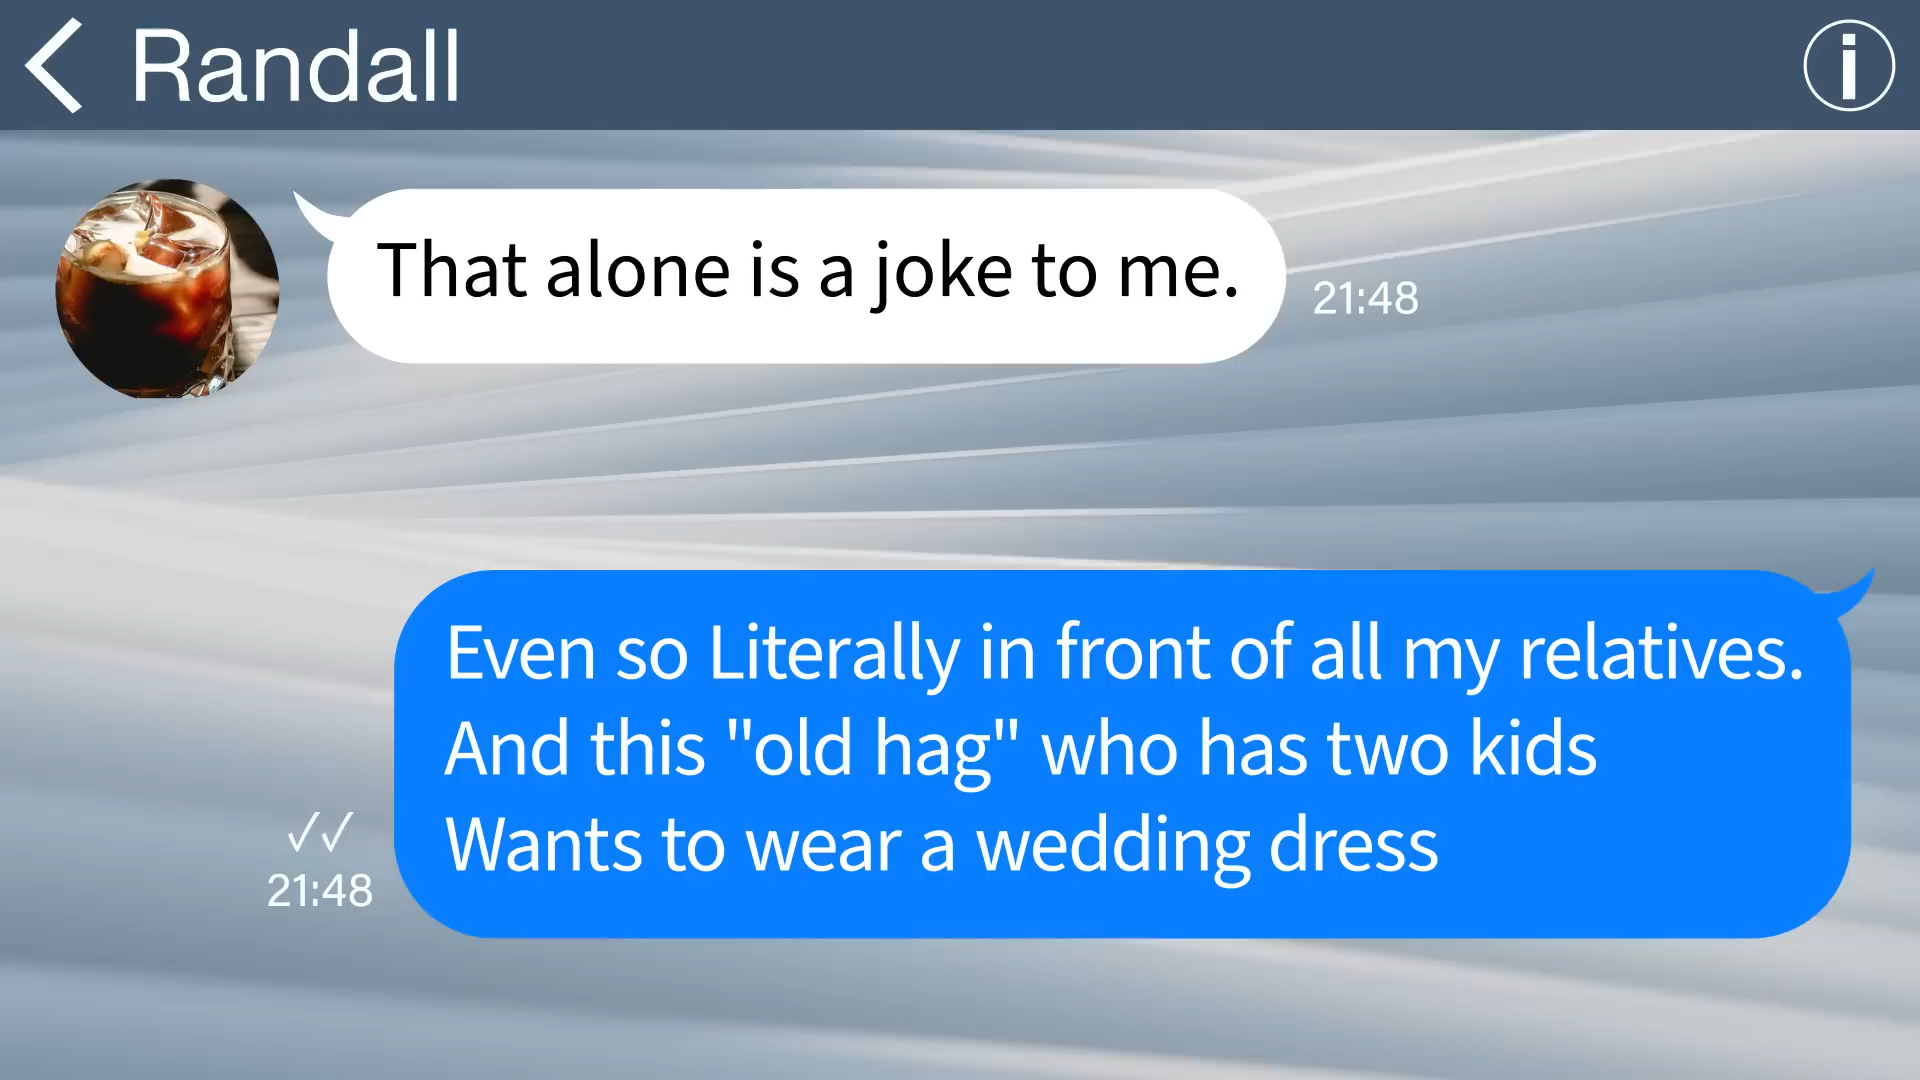 Randall
That alone is a joke to me.
21:48
Even so Literally in front of all my relatives.
And this "old hag" who has two kids
Wants to wear a wedding dress
21:48